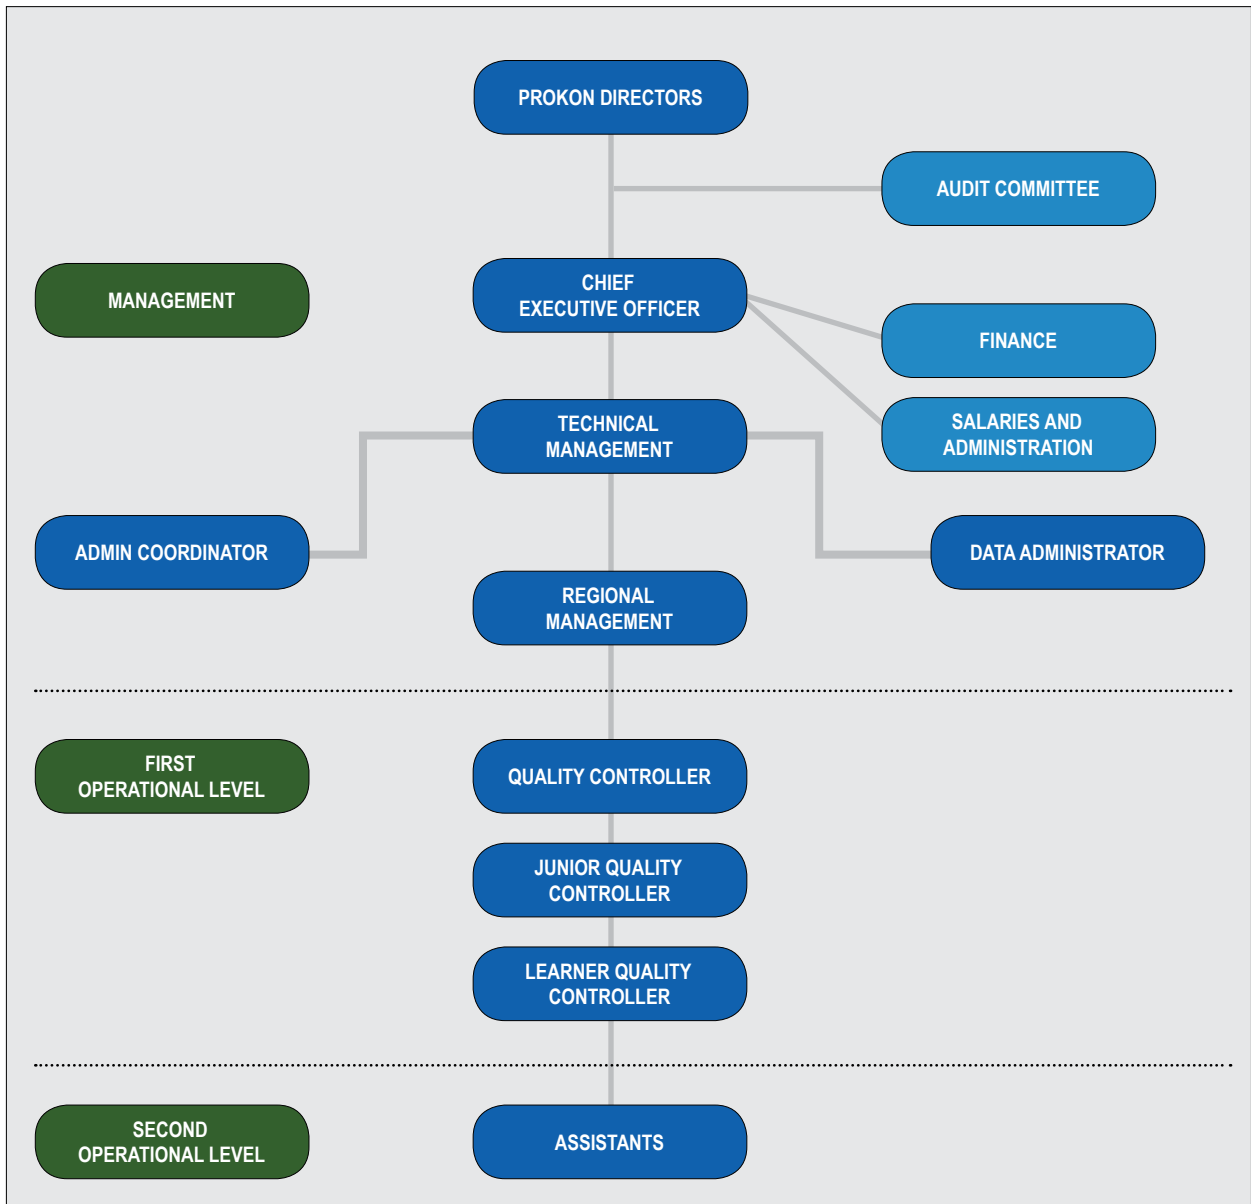 PROKON DIRECTORS
AUDIT COMMITTEE
MANAGEMENT
CHIEF
EXECUTIVE OFFICER
FINANCE
TECHNICAL
MANAGEMENT
SALARIES AND
ADMINISTRATION
ADMIN COORDINATOR
DATA ADMINISTRATOR
REGIONAL
MANAGEMENT
FIRST
OPERATIONAL LEVEL
QUALITY CONTROLLER
JUNIOR QUALITY
CONTROLLER
LEARNER QUALITY
CONTROLLER
SECOND
OPERATIONAL LEVEL
ASSISTANTS